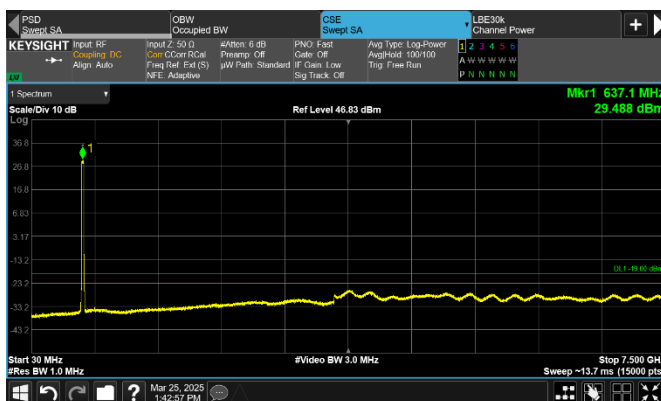 PSD
Swept SA
OBW
Occupied BW
CSE
Swept SA
LBE30k
Channel Power
+
KEYSIGHT
Input: RF
Coupling: DC
Align: Auto
LU
Input Z: 50 Ω
Corr CCorr RCal
Freq Ref: Ext (S)
NFE: Adaptive
#Atten: 6 dB
Preamp: Off
µW Path: Standard
PNO: Fast
Gate: Off
IF Gain: Low
Sig Track: Off
Avg Type: Log-Power
Avg|Hold: 100/100
Trig: Free Run
1 2 3 4 5 6
A W W W W W
P N N N N N
1 Spectrum
Scale/Div 10 dB
Ref Level 46.83 dBm
Mkr1 637.1 MHz
29.488 dBm
Log
1
36.8
26.8
16.8
6.83
-3.17
-13.2
-23.2
-33.2
-43.2
DL1 -19.00 dBm
Start 30 MHz
#Video BW 3.0 MHz
Stop 7.500 GHz
#Res BW 1.0 MHz
Sweep ~13.7 ms (15000 pts)
?
Mar 25, 2025
1:42:57 PM